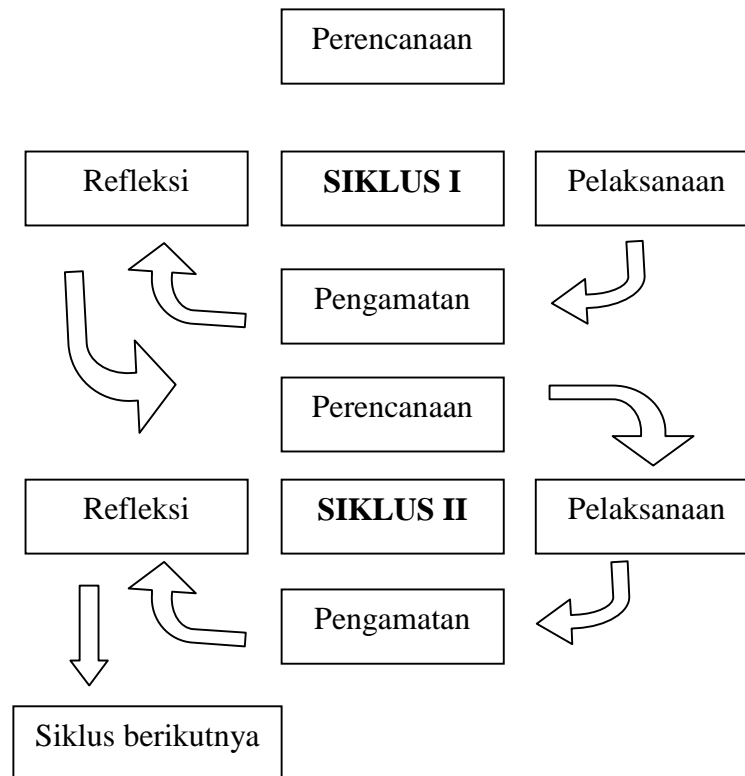 Perencanaan
Refleksi
SIKLUS I
Pelaksanaan
Pengamatan
Perencanaan
Refleksi
SIKLUS II
Pelaksanaan
Pengamatan
Siklus berikutnya